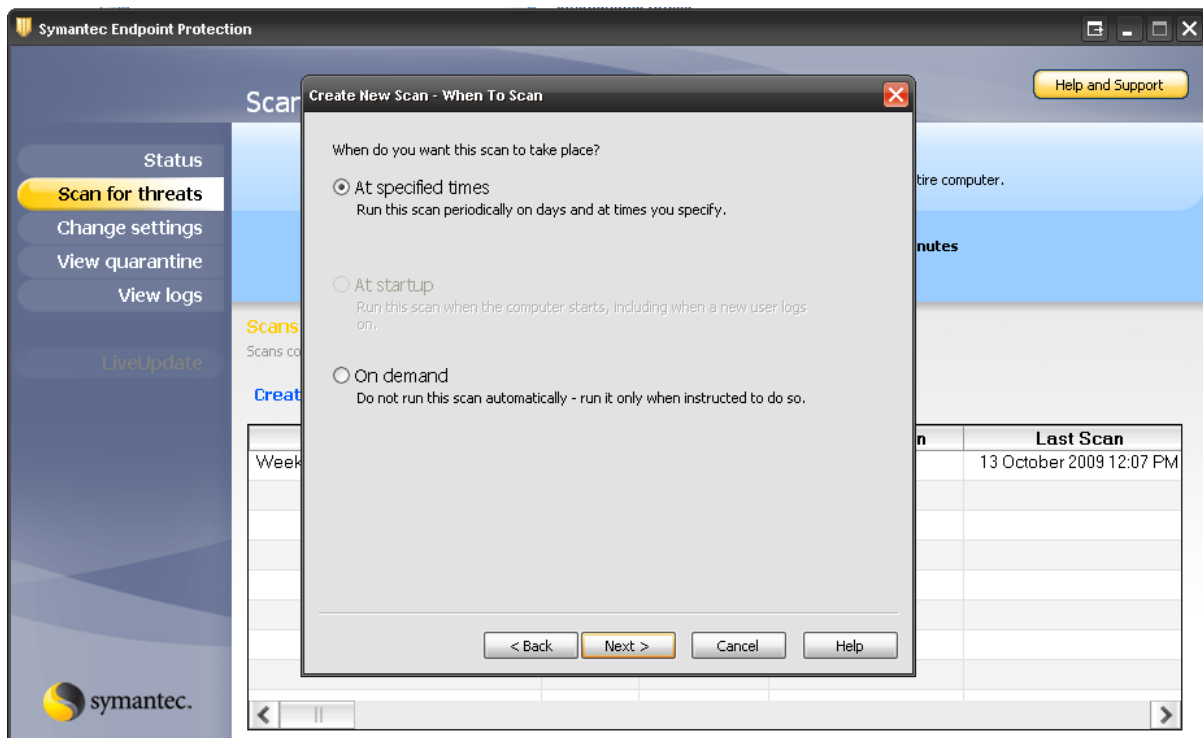 Symantec Endpoint Protection
Help and Support
Status
Scan for threats
Change settings
View quarantine
View logs
LiveUpdate
symantec.
Scan
tire computer.
nutes
Scans
Scans co
Creat
n
Last Scan
Week
13 October 2009 12:07 PM
Create New Scan - When To Scan
When do you want this scan to take place?
At specified times
Run this scan periodically on days and at times you specify.
At startup
Run this scan when the computer starts, including when a new user logs
on.
On demand
Do not run this scan automatically - run it only when instructed to do so.
< Back
Next >
Cancel
Help